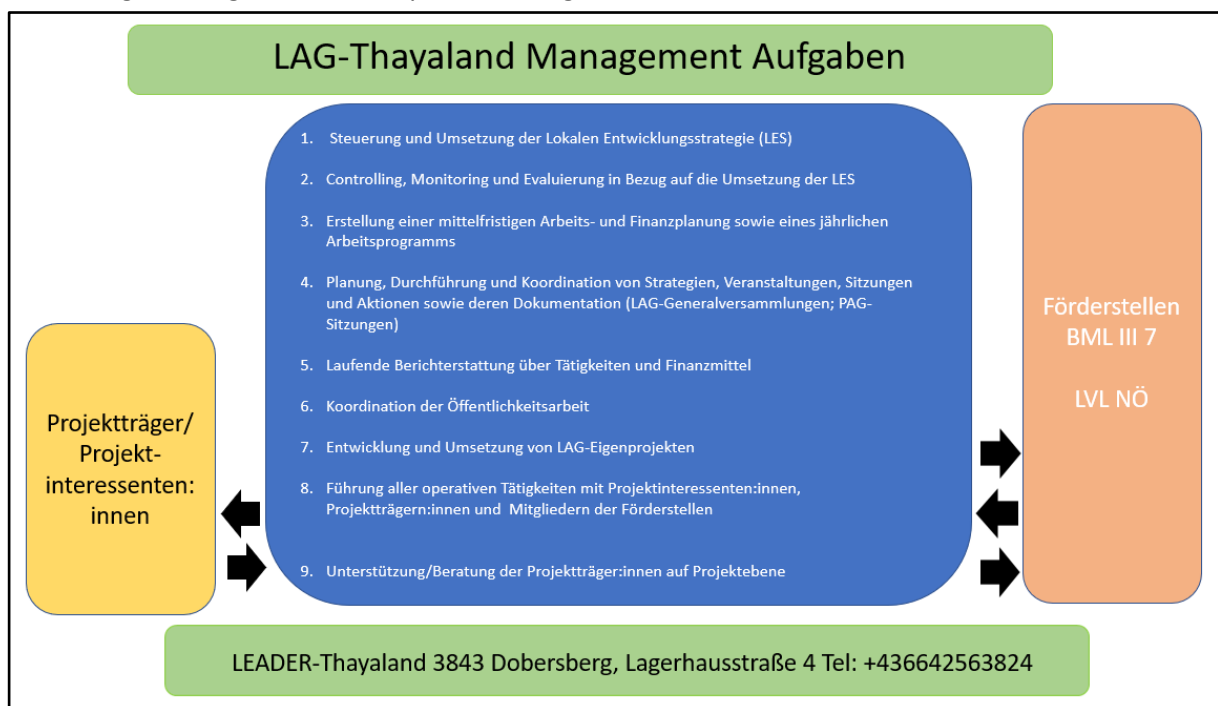 LAG-Thayaland Management Aufgaben
1. Steuerung und Umsetzung der Lokalen Entwicklungsstrategie (LES)
2. Controlling, Monitoring und Evaluierung in Bezug auf die Umsetzung der LES
3. Erstellung einer mittelfristigen Arbeits- und Finanzplanung sowie eines jährlichen
Arbeitsprogramms
4. Planung, Durchführung und Koordination von Strategien, Veranstaltungen, Sitzungen
und Aktionen sowie deren Dokumentation (LAG-Generalversammlungen; PAG-
Sitzungen)
5. Laufende Berichterstattung über Tätigkeiten und Finanzmittel
6. Koordination der Öffentlichkeitsarbeit
7. Entwicklung und Umsetzung von LAG-Eigenprojekten
8. Führung aller operativen Tätigkeiten mit Projektinteressenten:innen,
Projektträgern:innen und Mitgliedern der Förderstellen
9. Unterstützung/Beratung der Projektträger:innen auf Projektebene
Projektträger/
Projekt-
interessenten:
innen
Förderstellen
BML III 7
LVL NÖ
LEADER-Thayaland 3843 Dobersberg, Lagerhausstraße 4 Tel: +436642563824